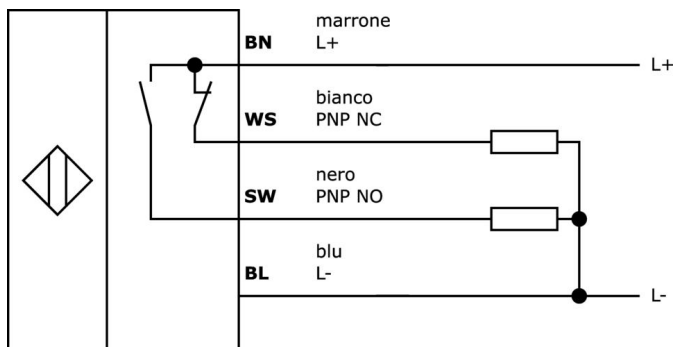 marrone
BN L+
L+
bianco
WS PNP NC
nero
SW PNP NO
blu
BL L-
L-